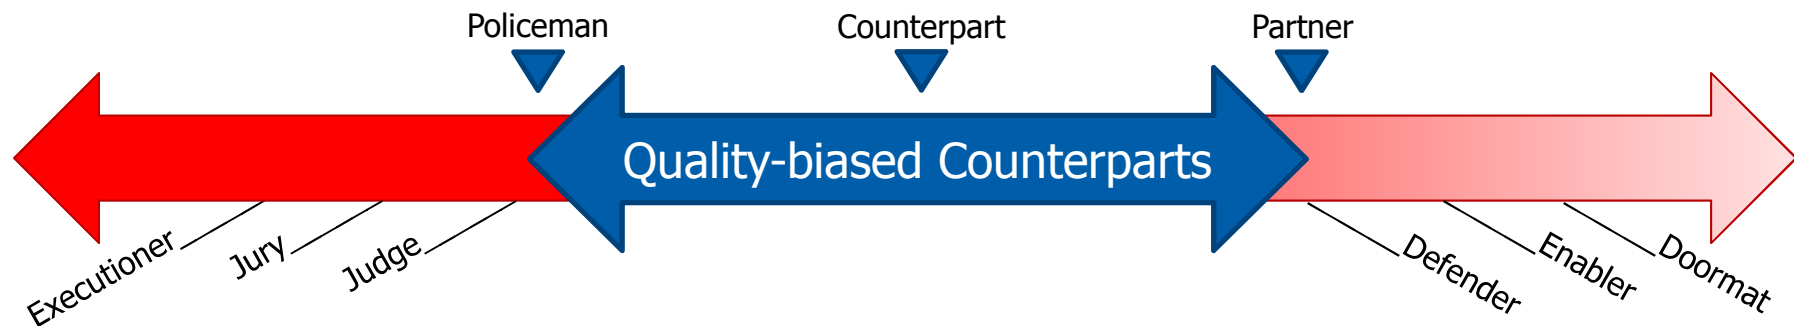 Policeman
Counterpart
Partner
Quality-biased Counterparts
Executioner
Jury
Judge
Defender
Enabler
Doormat